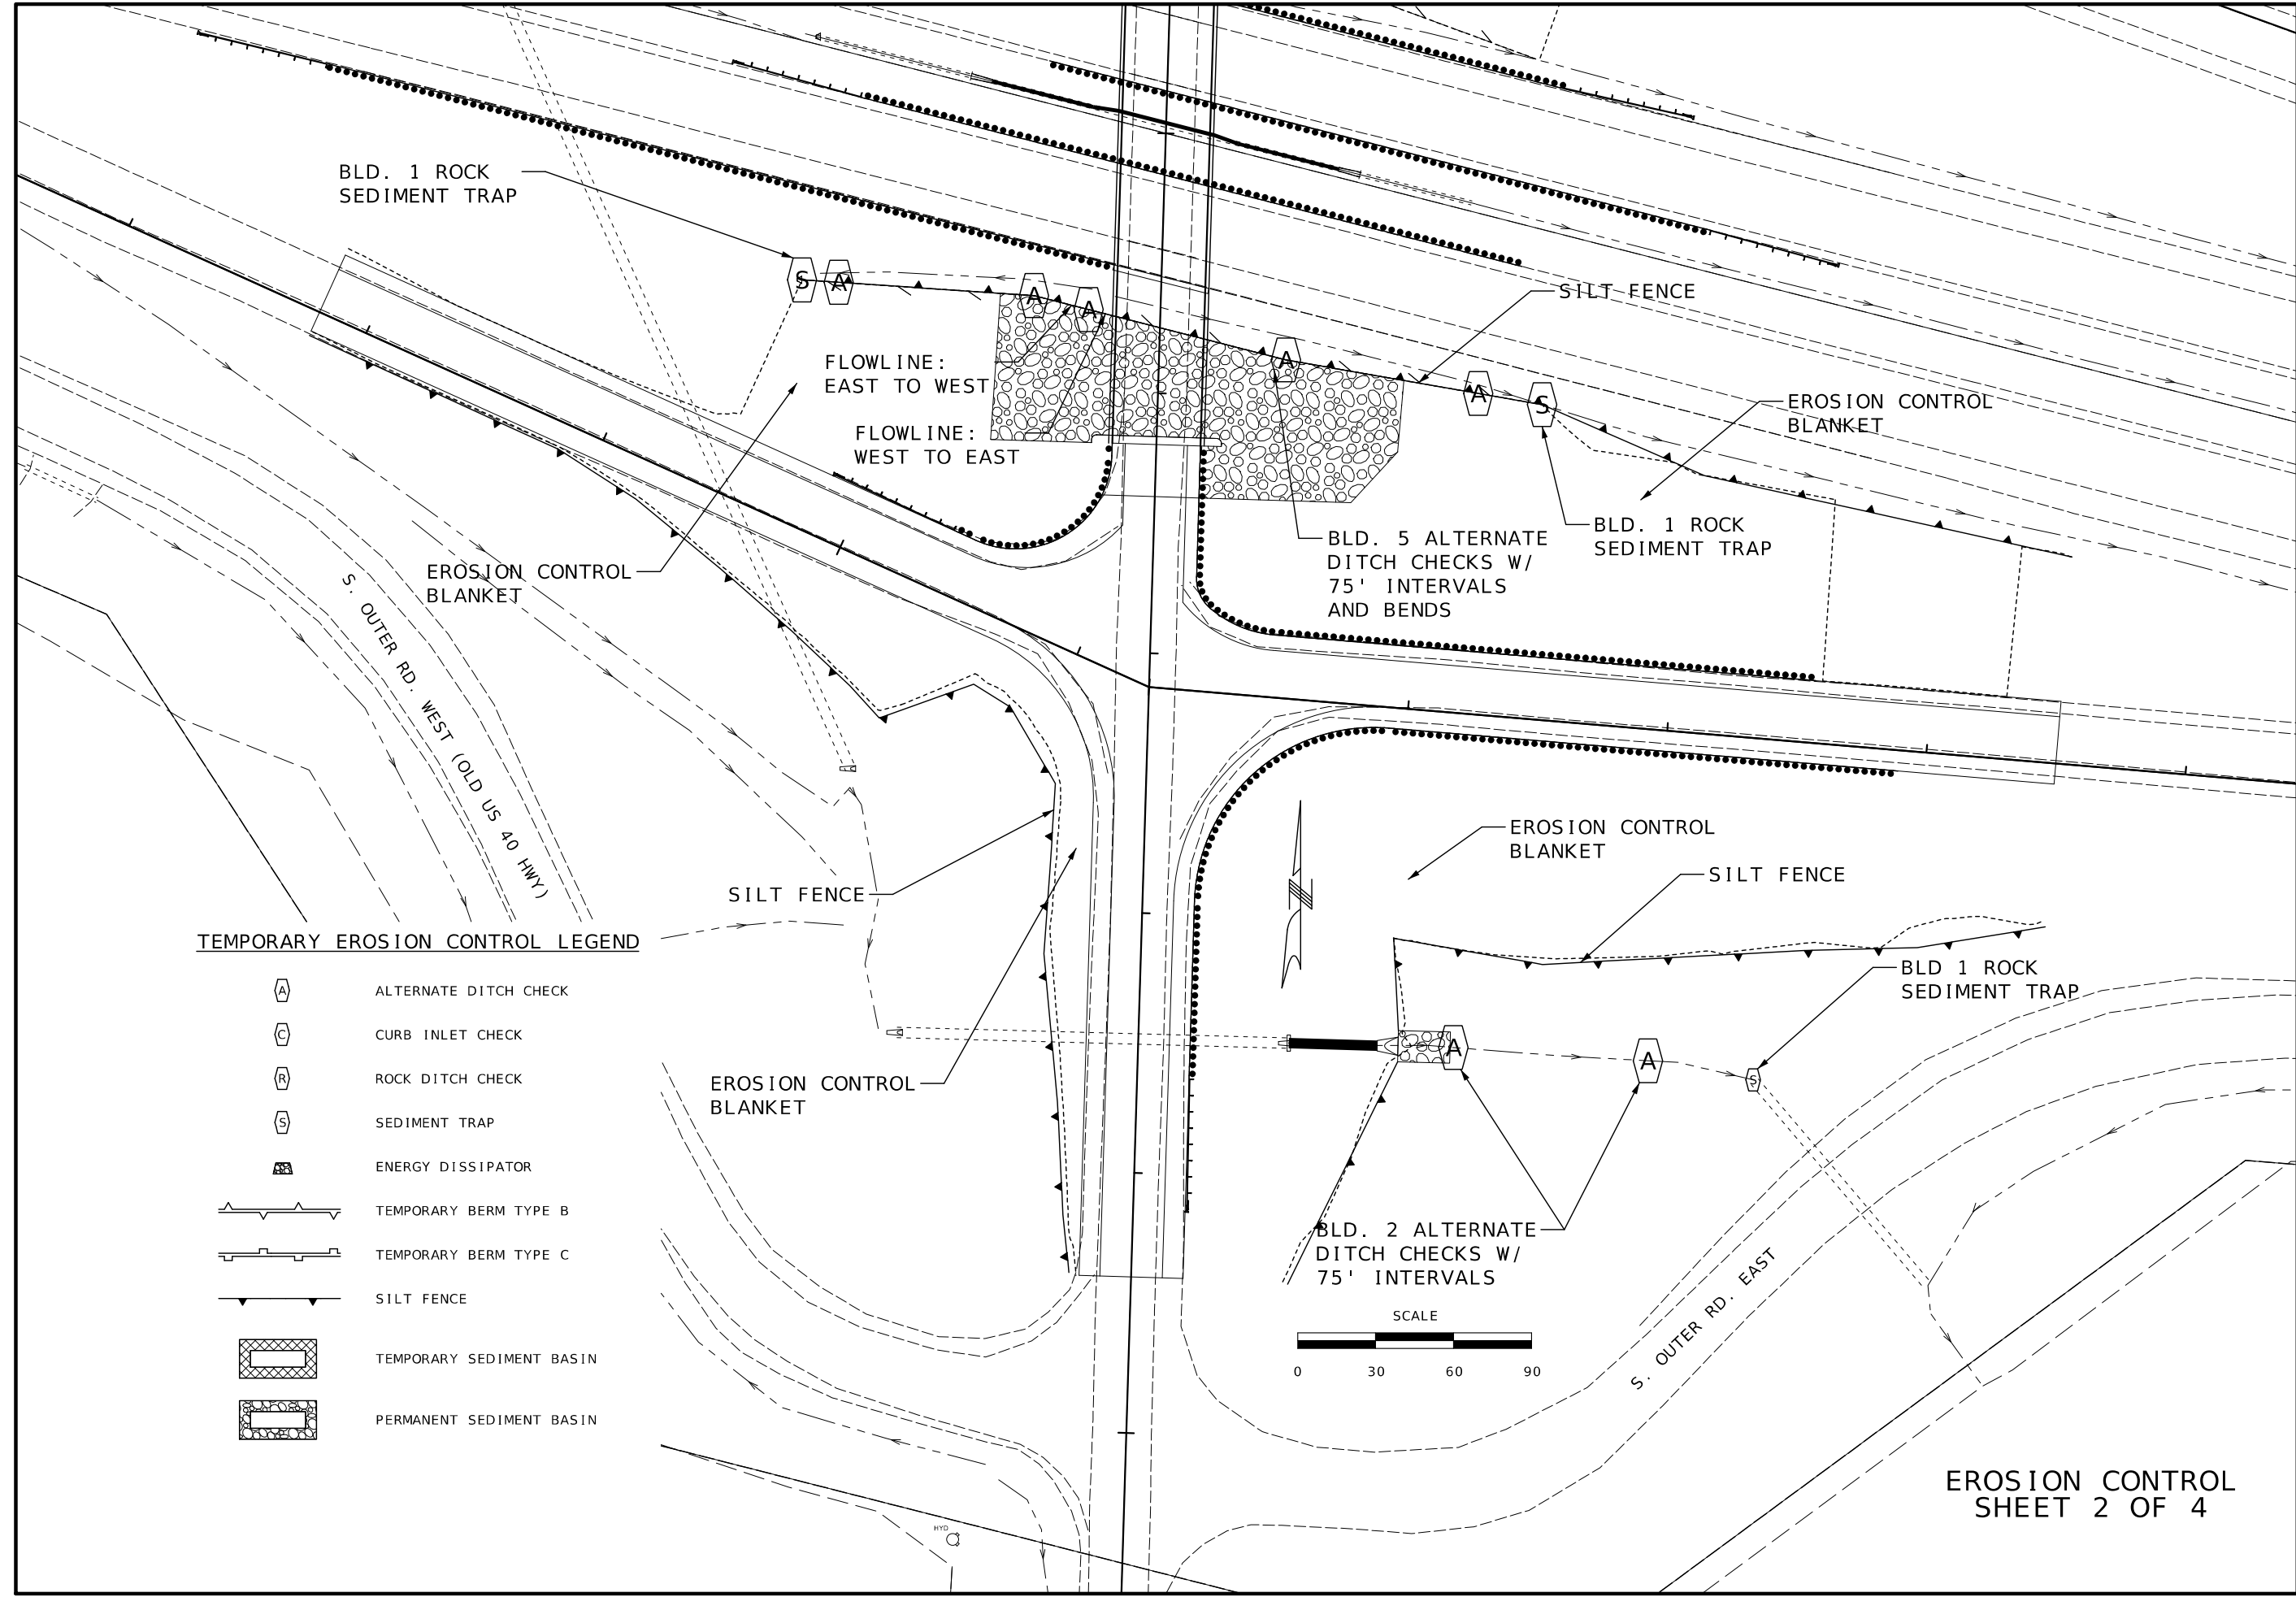 BLD. 1 ROCK
SEDIMENT TRAP
S
A
A
A
SILT FENCE
FLOWLINE:
EAST TO WEST
A
A
S
EROSION CONTROL
BLANKET
FLOWLINE:
WEST TO EAST
BLD. 1 ROCK
SEDIMENT TRAP
BLD. 5 ALTERNATE
DITCH CHECKS W/
75' INTERVALS
AND BENDS
EROSION CONTROL
BLANKET
S. OUTER RD. WEST (OLD US 40 HWY)
EROSION CONTROL
BLANKET
SILT FENCE
SILT FENCE
N
BLD 1 ROCK
SEDIMENT TRAP
A
A
S
EROSION CONTROL
BLANKET
BLD. 2 ALTERNATE
DITCH CHECKS W/
75' INTERVALS
S. OUTER RD. EAST
SCALE
0 30 60 90
TEMPORARY EROSION CONTROL LEGEND
A ALTERNATE DITCH CHECK
C CURB INLET CHECK
R ROCK DITCH CHECK
S SEDIMENT TRAP
ENERGY DISSIPATOR
TEMPORARY BERM TYPE B
TEMPORARY BERM TYPE C
SILT FENCE
TEMPORARY SEDIMENT BASIN
PERMANENT SEDIMENT BASIN
HYD
EROSION CONTROL
SHEET 2 OF 4